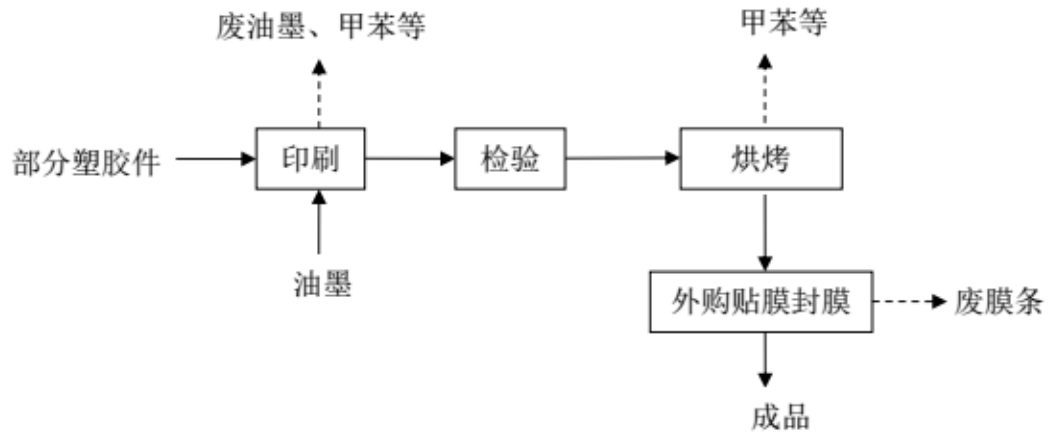 废油墨、甲苯等
甲苯等
部分塑胶件
印刷
检验
烘烤
油墨
外购贴膜封膜
废膜条
成品